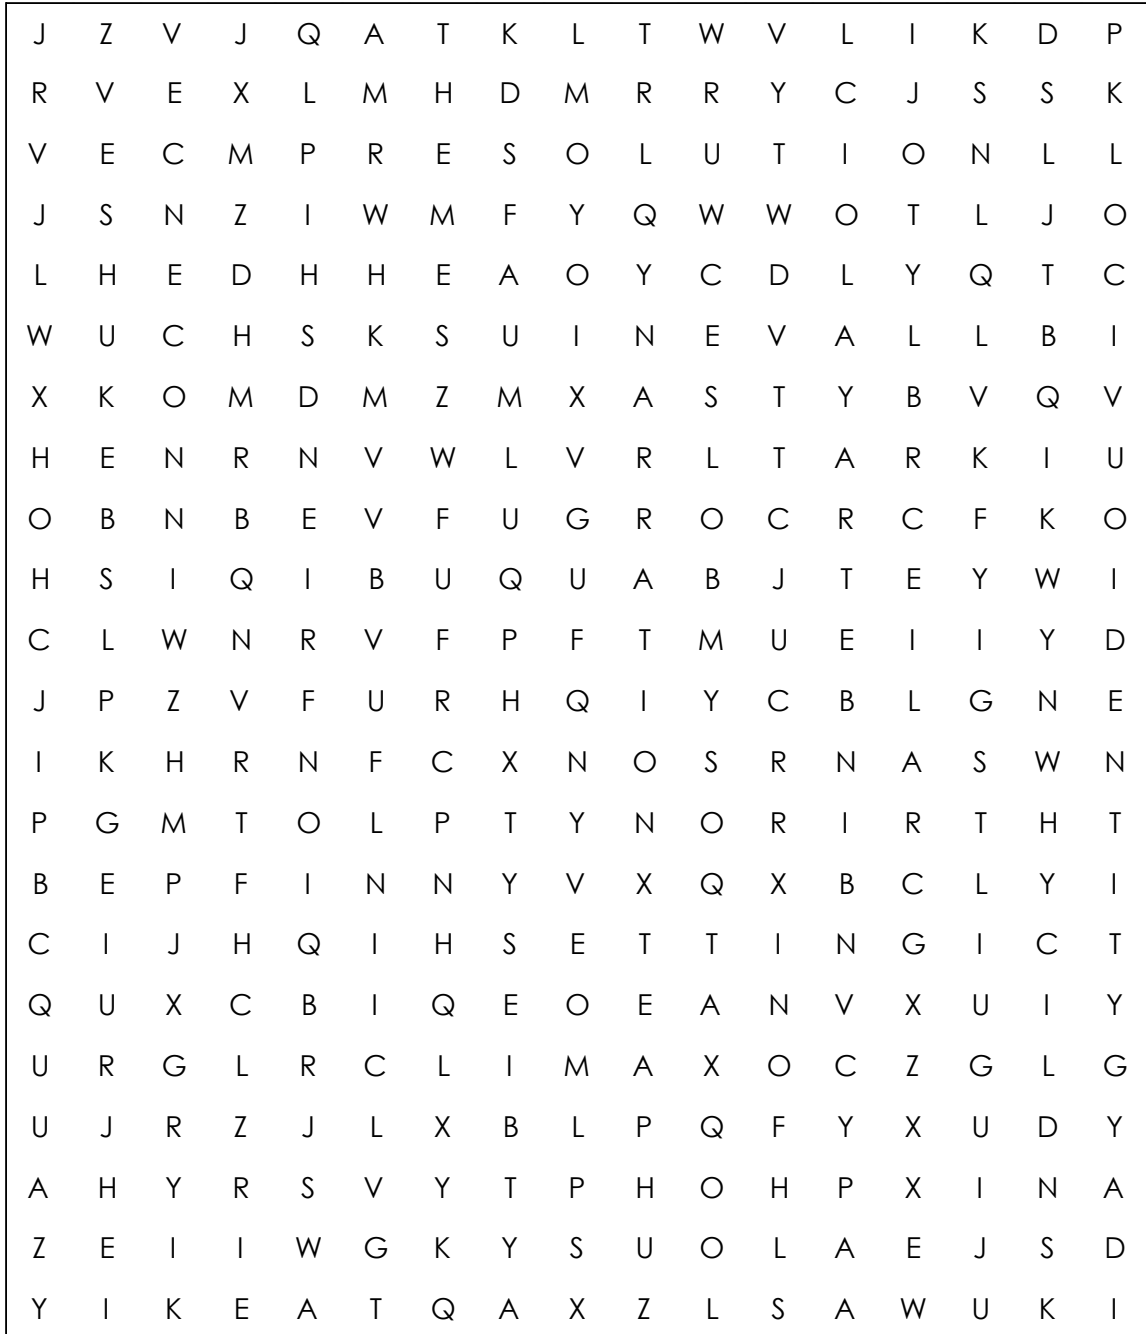 J Z V J Q A T K L T W V L I K D P
R V E X L M H D M R R Y C J S S K
V E C M P R E S O L U T I O N L L
J S N Z I W M F Y Q W W O T L J O
L H E D H H E A O Y C D L Y Q T C
W U C H S K S U I N E V A L L B I
X K O M D M Z M X A S T Y B V Q V
H E N R N V W L V R L T A R K I U
O B N B E V F U G R O C R C F K O
H S I Q I B U Q U A B J T E Y W I
C L W N R V F P F T M U E I I Y D
J P Z V F U R H Q I Y C B L G N E
I K H R N F C X N O S R N A S W N
P G M T O L P T Y N O R I R T H T
B E P F I N N Y V X Q X B C L Y I
C I J H Q I H S E T T I N G I C T
Q U X C B I Q E O E A N V X U I Y
U R G L R C L I M A X O C Z G L G
U J R Z J L X B L P Q F Y X U D Y
A H Y R S V Y T P H O H P X I N A
Z E I I W G K Y S U O L A E J S D
Y I K E A T Q A X Z L S A W U K I